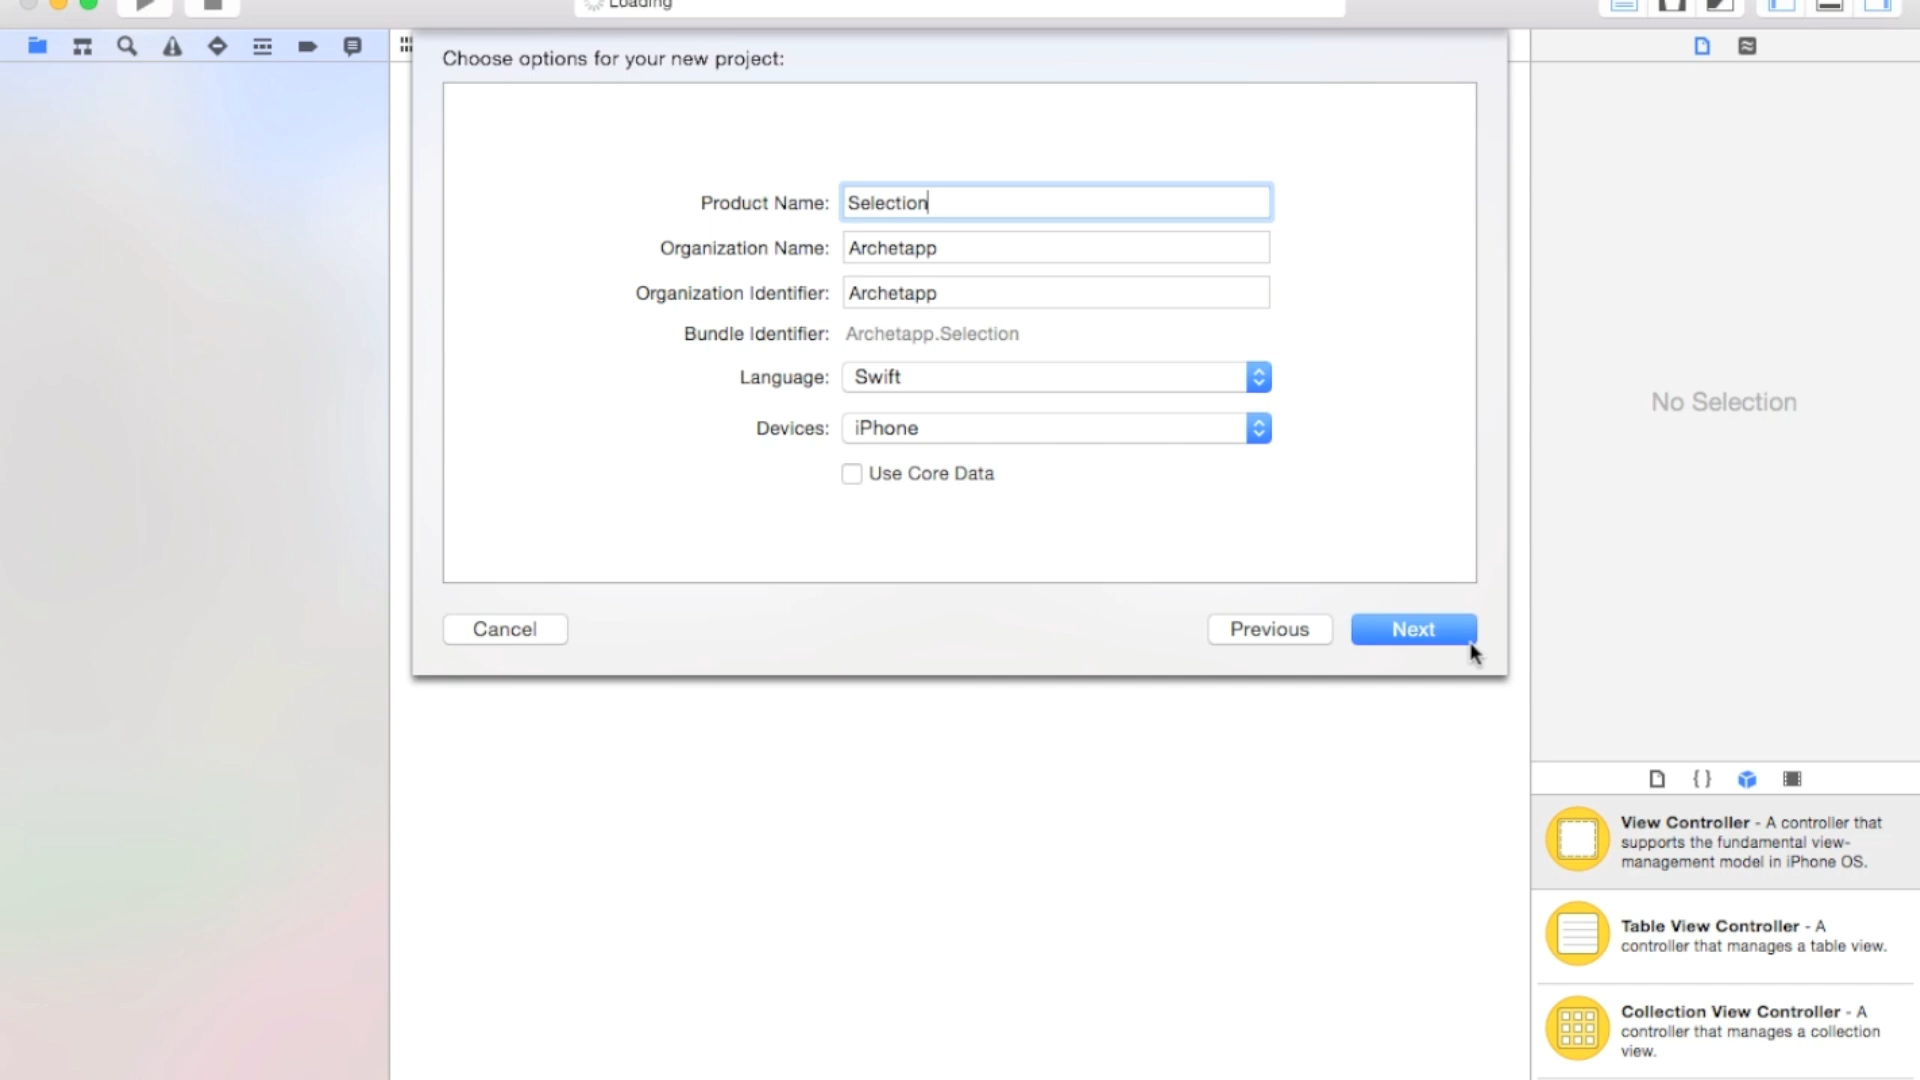 Loading
Choose options for your new project:
Product Name: Selection
Organization Name: Archetapp
Organization Identifier: Archetapp
Bundle Identifier: Archetapp.Selection
Language: Swift
Devices: iPhone
Use Core Data
Cancel
Previous
Next
No Selection
{ }
View Controller - A controller that
supports the fundamental view-
management model in iPhone OS.
Table View Controller - A
controller that manages a table view.
Collection View Controller - A
controller that manages a collection
view.